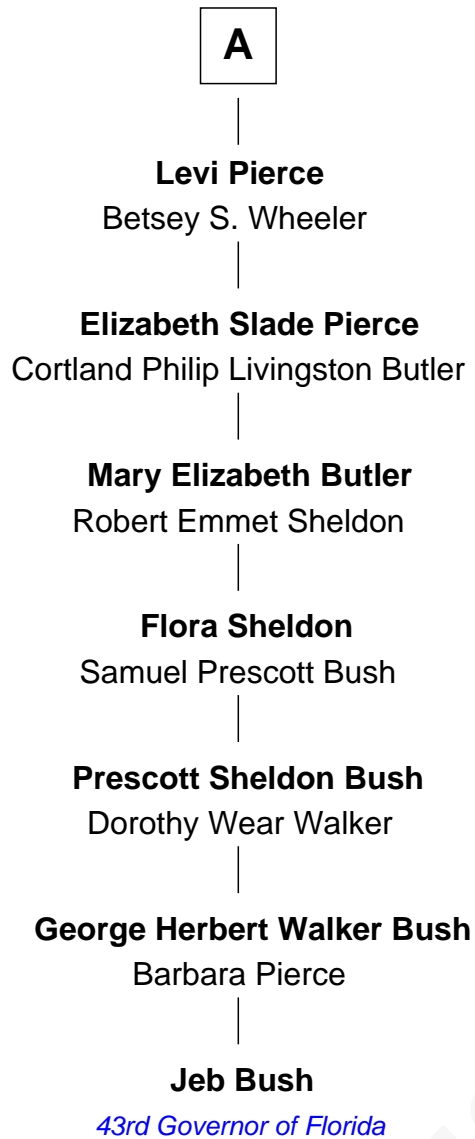 A
Levi Pierce
Betsey S. Wheeler
Elizabeth Slade Pierce
Cortland Philip Livingston Butler
Mary Elizabeth Butler
Robert Emmet Sheldon
Flora Sheldon
Samuel Prescott Bush
Prescott Sheldon Bush
Dorothy Wear Walker
George Herbert Walker Bush
Barbara Pierce
Jeb Bush
43rd Governor of Florida